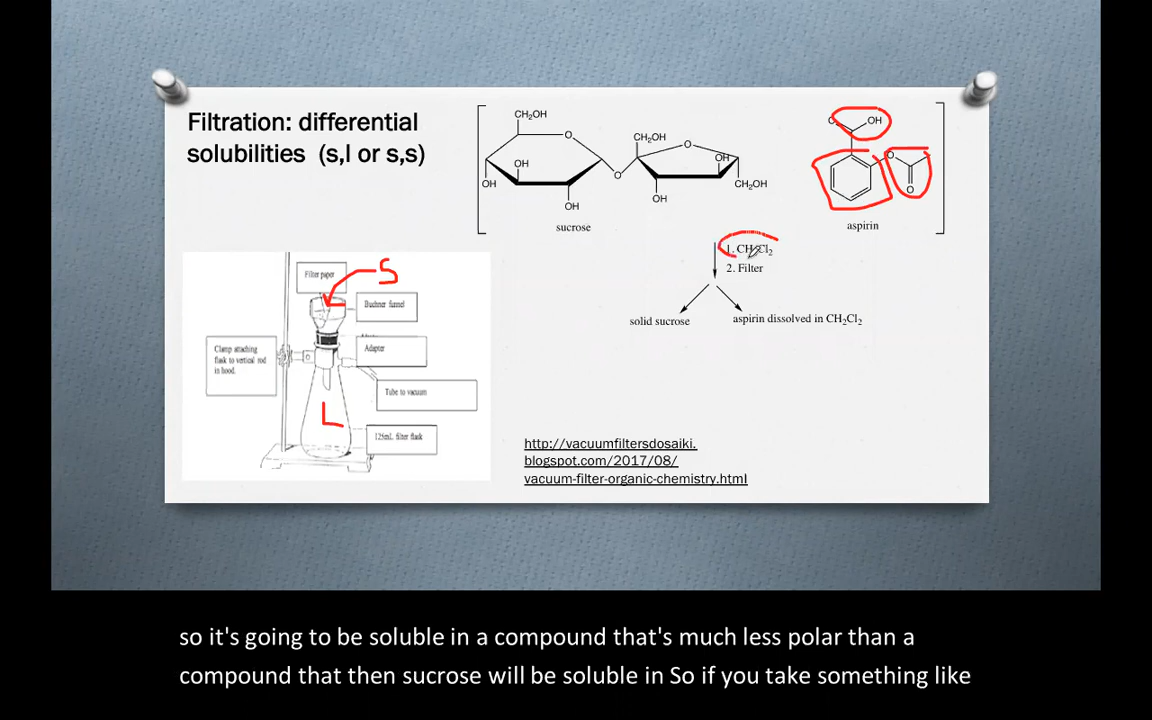 Filtration: differential
solubilities (s,l or s,s)
CH2OH
O
OH
OH
OH
O
CH2OH
O
OH
OH
CH2OH
sucrose
O
OH
O
O
aspirin
1. CH2Cl2
2. Filter
solid sucrose
aspirin dissolved in CH2Cl2
Filter paper
S
Buchner funnel
Adapter
Clamp attaching
flask to vertical rod
in hood.
Tube to vacuum
L
125mL filter flask
http://vacuumfiltersdosaiki.
blogspot.com/2017/08/
vacuum-filter-organic-chemistry.html
so it's going to be soluble in a compound that's much less polar than a
compound that then sucrose will be soluble in So if you take something like